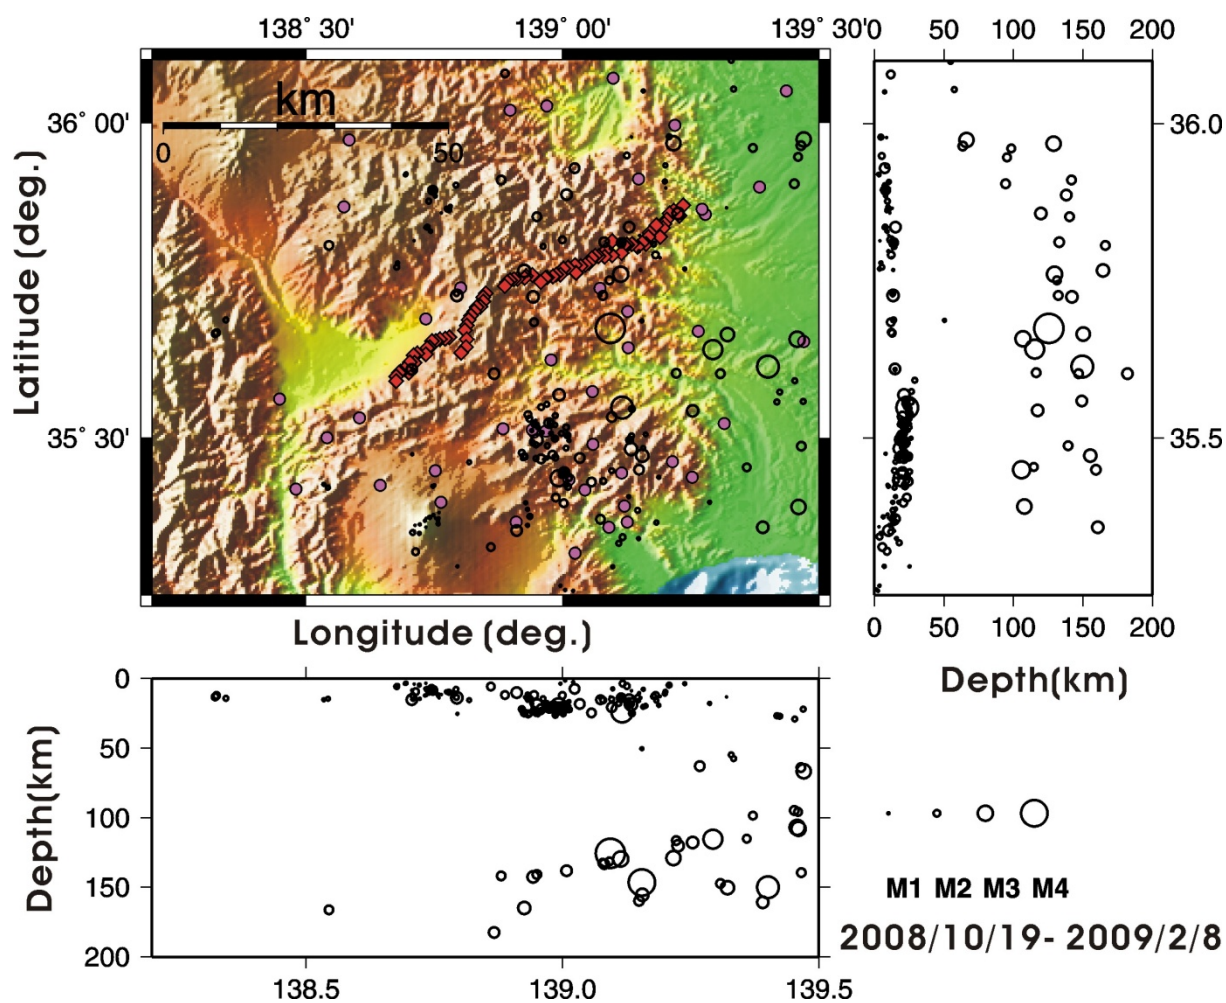 138° 30' 139° 00' 139° 30'
0 50 100 150 200
km
0 50
36° 00'
35° 30'
Latitude (deg.)
36.0
35.5
0 50 100 150 200
Longitude (deg.)
Depth(km)
0
50
100
150
200
Depth(km)
138.5 139.0 139.5
M1 M2 M3 M4
2008/10/19- 2009/2/8